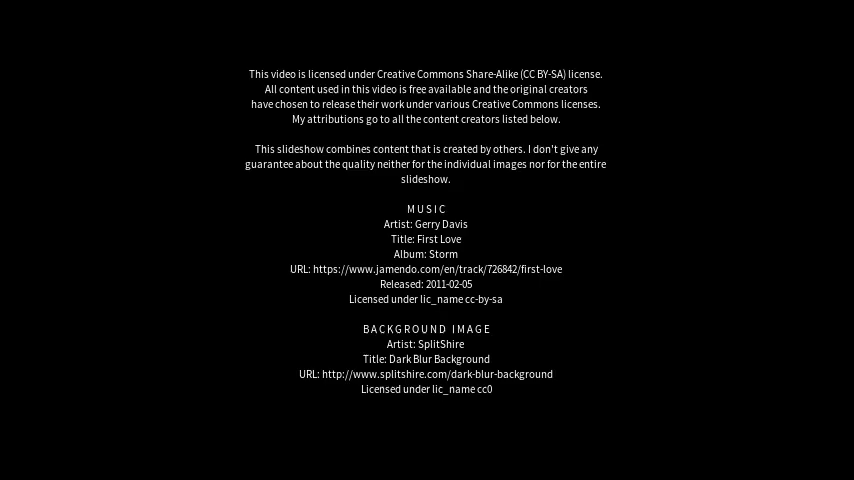 This video is licensed under Creative Commons Share-Alike (CC BY-SA) license.
All content used in this video is free available and the original creators
have chosen to release their work under various Creative Commons licenses.
My attributions go to all the content creators listed below.
This slideshow combines content that is created by others. I don't give any
guarantee about the quality neither for the individual images nor for the entire
slideshow.
MUSIC
Artist: Gerry Davis
Title: First Love
Album: Storm
URL: https://www.jamendo.com/en/track/726842/first-love
Released: 2011-02-05
Licensed under lic_name cc-by-sa
BACKGROUND IMAGE
Artist: SplitShire
Title: Dark Blur Background
URL: http://www.splitshire.com/dark-blur-background
Licensed under lic_name cc0